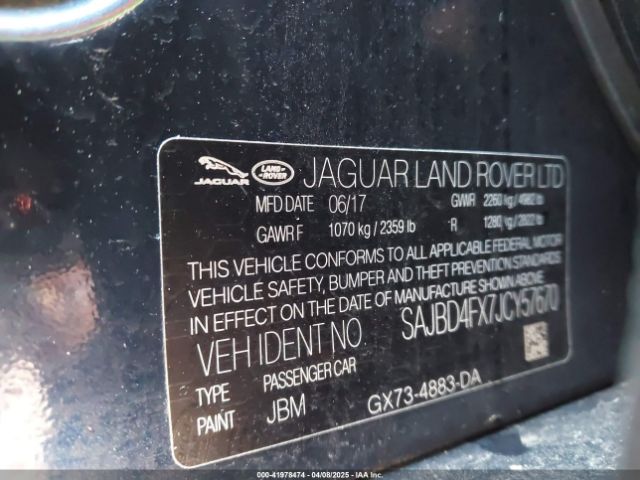 JAGUAR LAND-ROVER JAGUAR LAND ROVER LTD
MFD DATE 06/17 GVWR 2260 kg / 4982 lb
GAWR F 1070 kg / 2359 lb R 1280 kg / 2822 lb
THIS VEHICLE CONFORMS TO ALL APPLICABLE FEDERAL MOTOR
VEHICLE SAFETY, BUMPER AND THEFT PREVENTION STANDARDS
IN EFFECT ON THE DATE OF MANUFACTURE SHOWN ABOVE.
VEH IDENT NO. SAJBD4FX7JCY57670
TYPE PASSENGER CAR
PAINT JBM GX73-4883-DA
000-41978474 04/08/2025 IAAI.COM